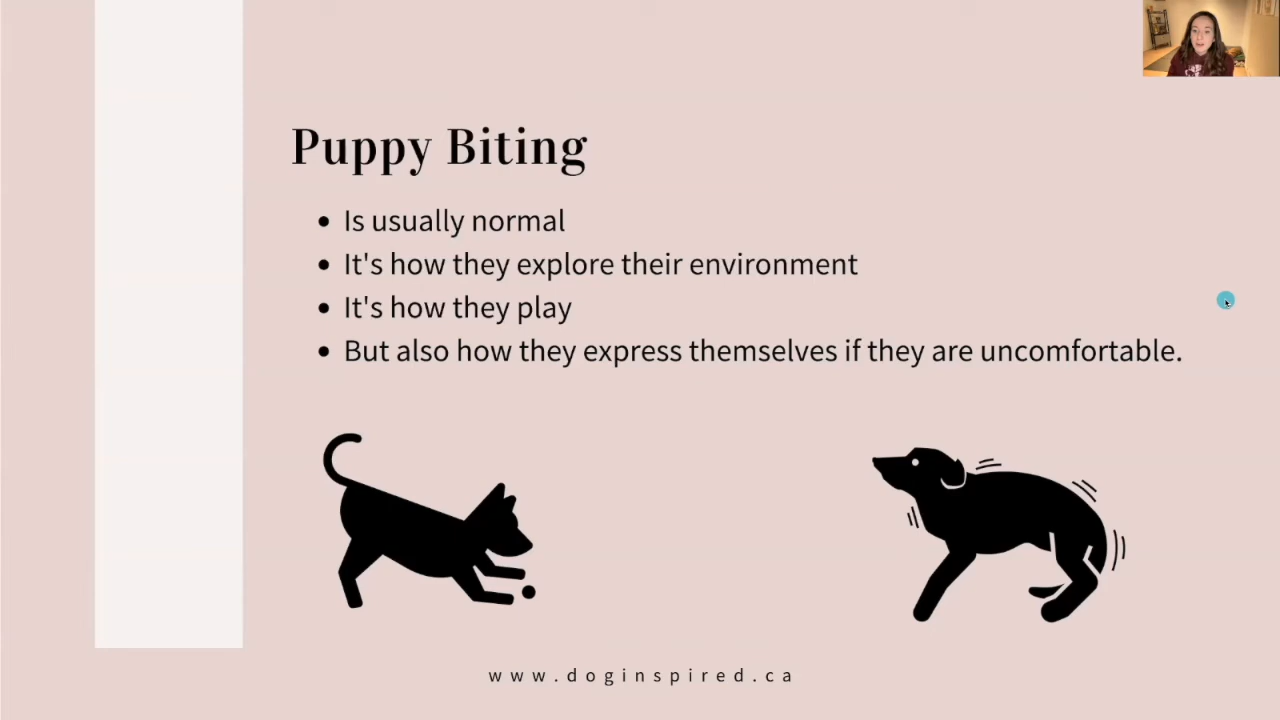 Puppy Biting
Is usually normal
It's how they explore their environment
It's how they play
But also how they express themselves if they are uncomfortable.
www.doginspired.ca